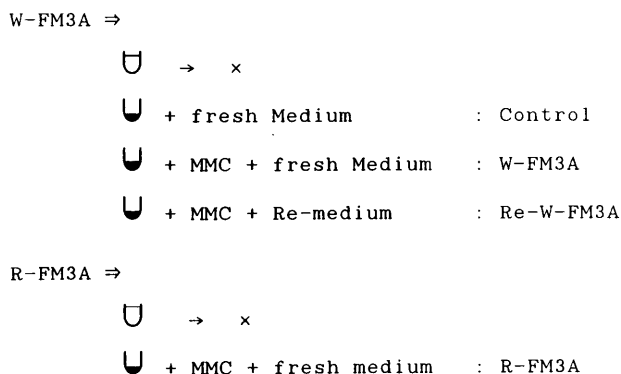 W-FM3A ⇒
→ ×
+ fresh Medium : Control
+ MMC + fresh Medium : W-FM3A
+ MMC + Re-medium : Re-W-FM3A
R-FM3A ⇒
→ ×
+ MMC + fresh medium : R-FM3A